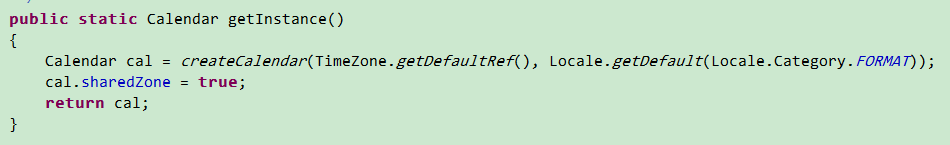 public static Calendar getInstance()
{
    Calendar cal = createCalendar(TimeZone.getDefaultRef(), Locale.getDefault(Locale.Category.FORMAT));
    cal.sharedZone = true;
    return cal;
}